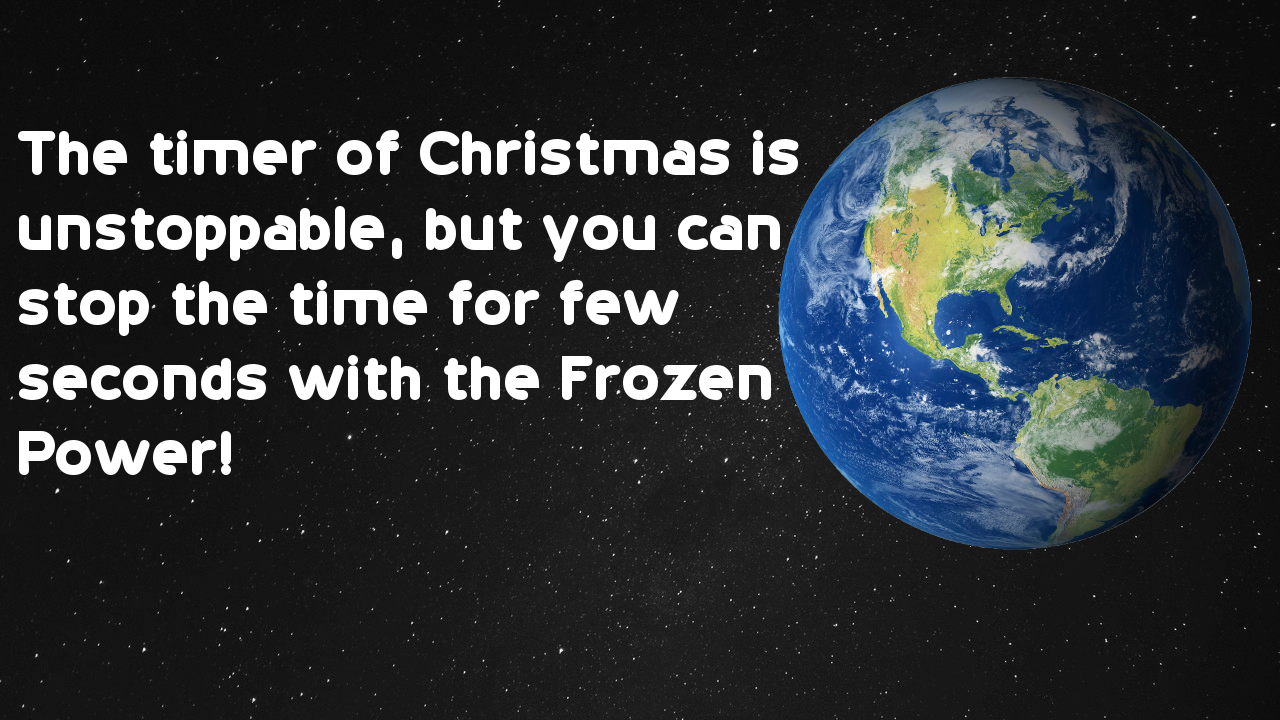 The timer of Christmas is
unstoppable, but you can
stop the time for few
seconds with the Frozen
Power!